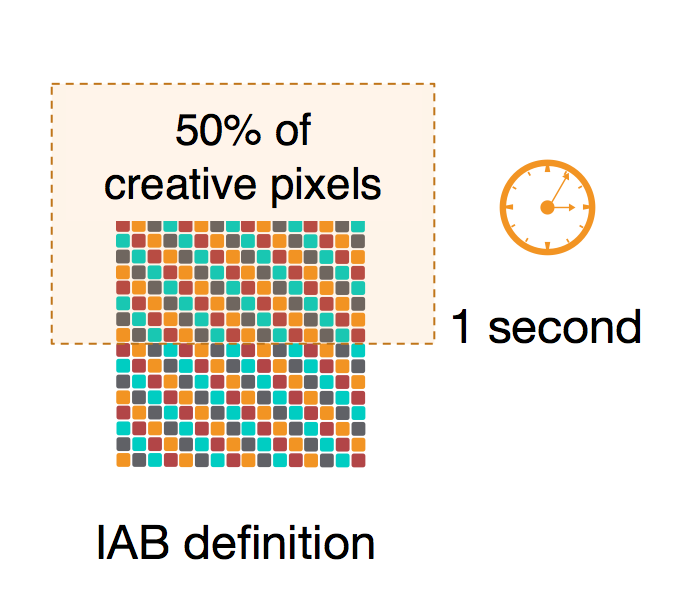 50% of
creative pixels
1 second
IAB definition